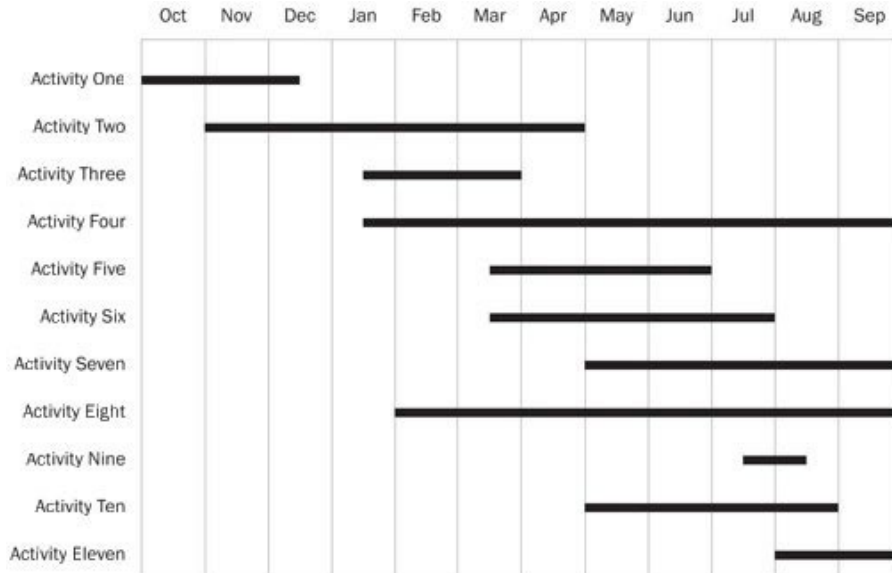 Oct Nov Dec Jan Feb Mar Apr May Jun Jul Aug Sep
Activity One
Activity Two
Activity Three
Activity Four
Activity Five
Activity Six
Activity Seven
Activity Eight
Activity Nine
Activity Ten
Activity Eleven